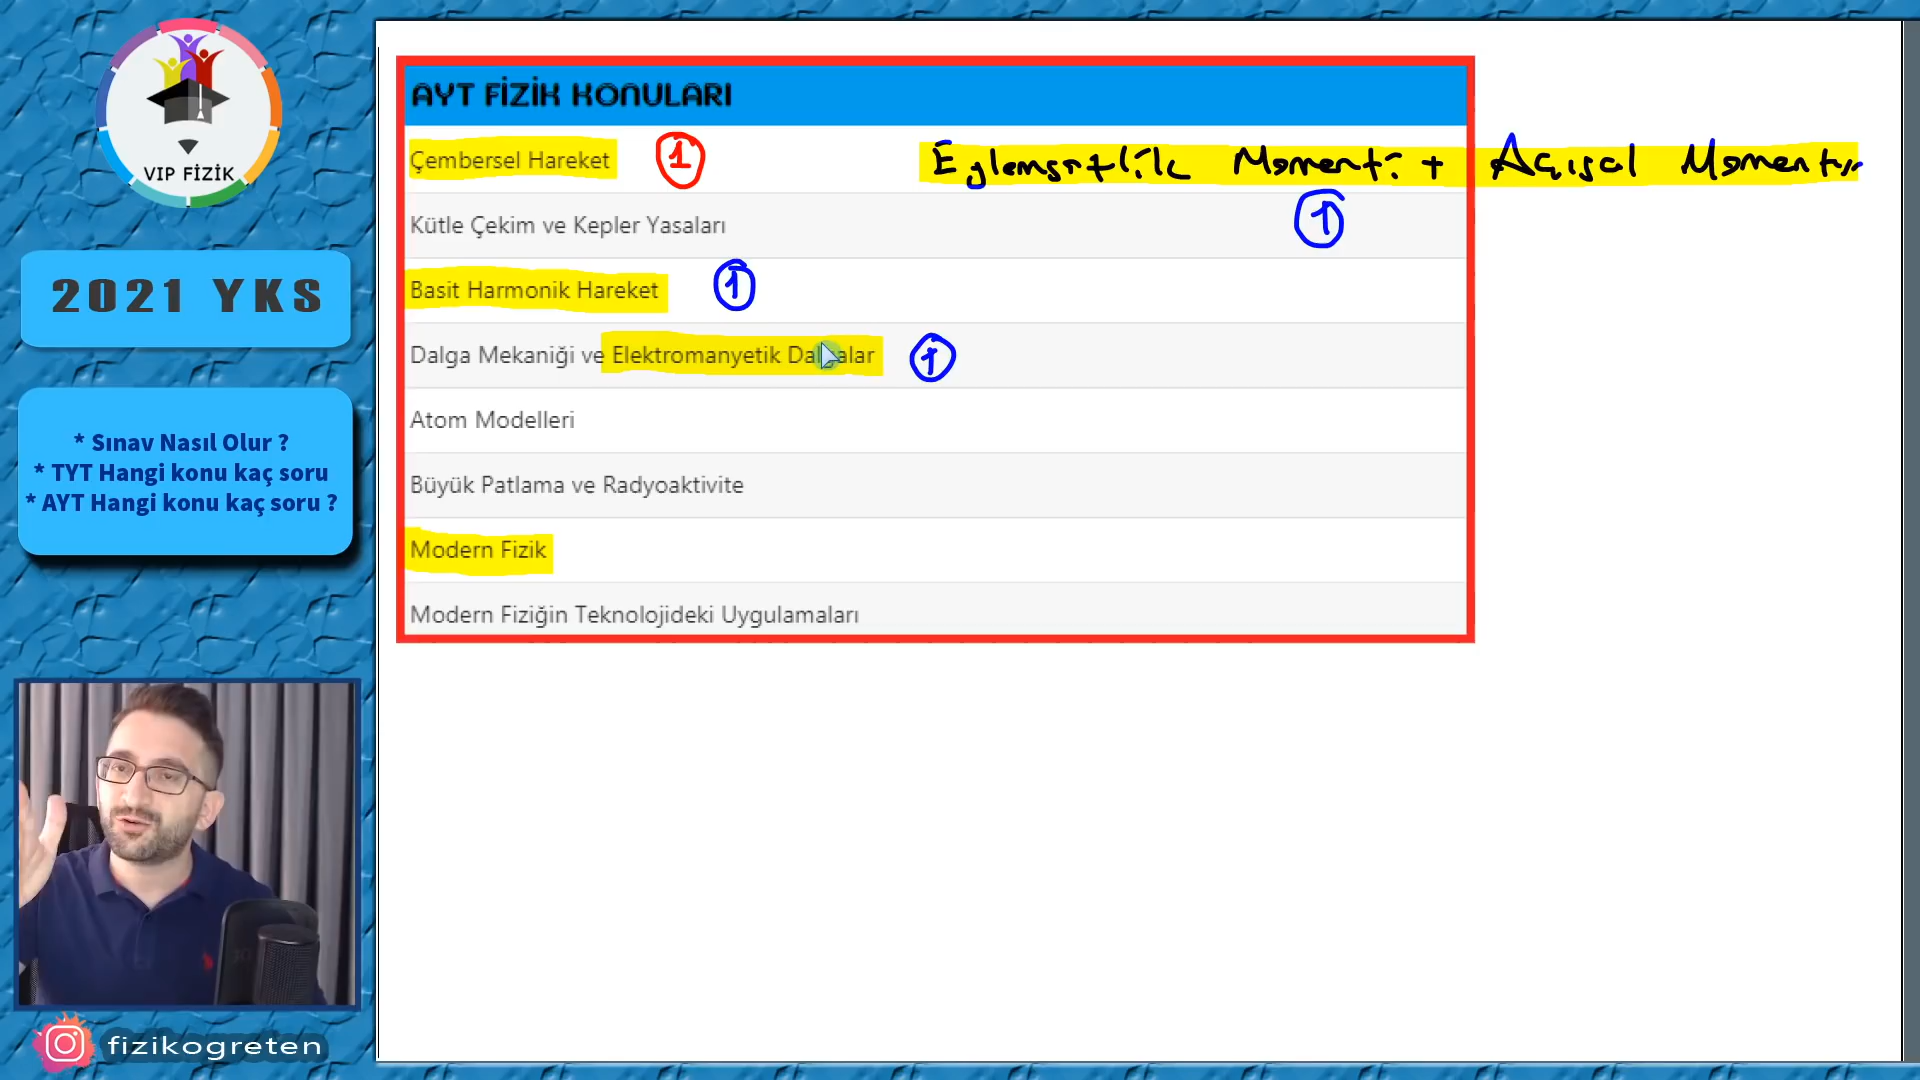 VIP FİZİK
2021 YKS
* Sınav Nasıl Olur ?
* TYT Hangi konu kaç soru
* AYT Hangi konu kaç soru ?
fizikogreten
AYT FİZİK KONULARI
Çembersel Hareket 1 Eylemsizlik Momenti + Açısal Momentum
Kütle Çekim ve Kepler Yasaları 1
Basit Harmonik Hareket 1
Dalga Mekaniği ve Elektromanyetik Dalgalar 1
Atom Modelleri
Büyük Patlama ve Radyoaktivite
Modern Fizik
Modern Fiziğin Teknolojideki Uygulamaları